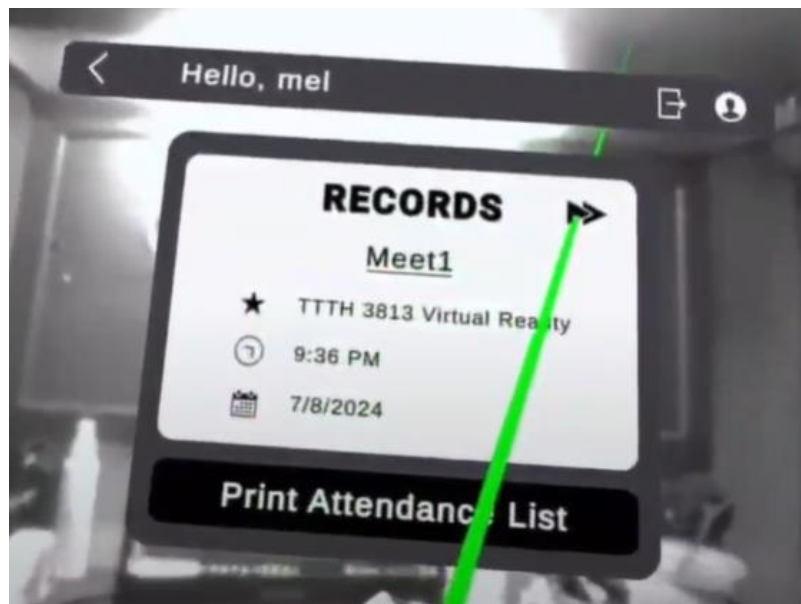 Hello, mel
RECORDS
Meet1
TTTH 3813 Virtual Reality
9:36 PM
7/8/2024
Print Attendance List